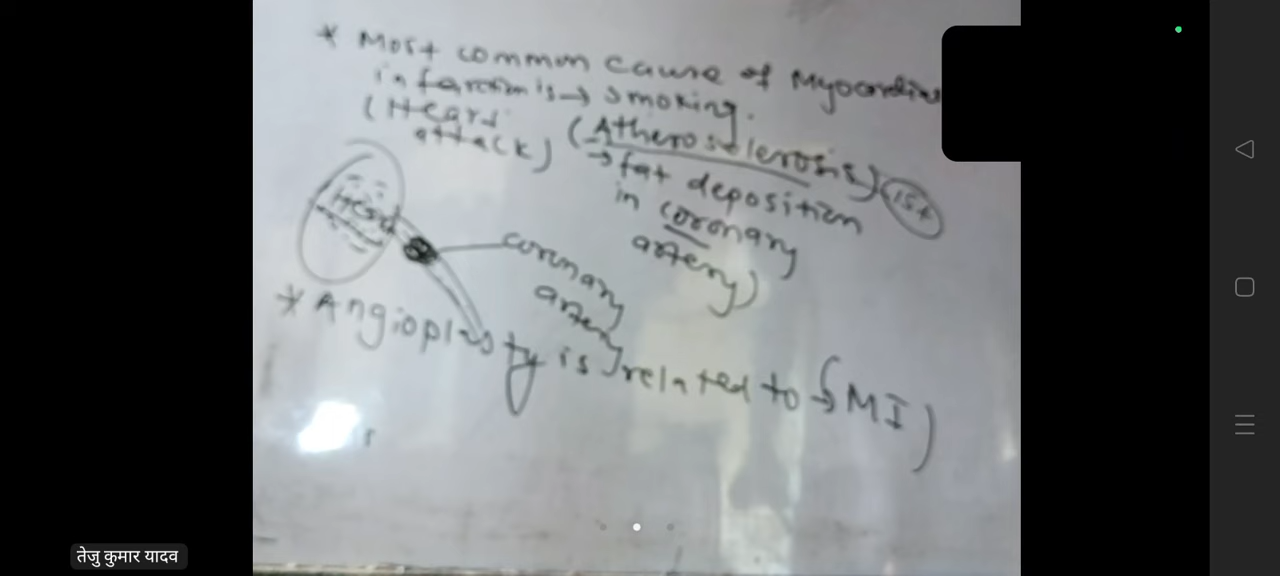 * Most common cause of Myocardial
infarction is → smoking.
(Heart
attack)
(Atherosclerosis) (1st)
→ fat deposition
in coronary
artery)
Heart
coronary
artery
* Angioplasty is related to → (MI)
तेजु कुमार यादव